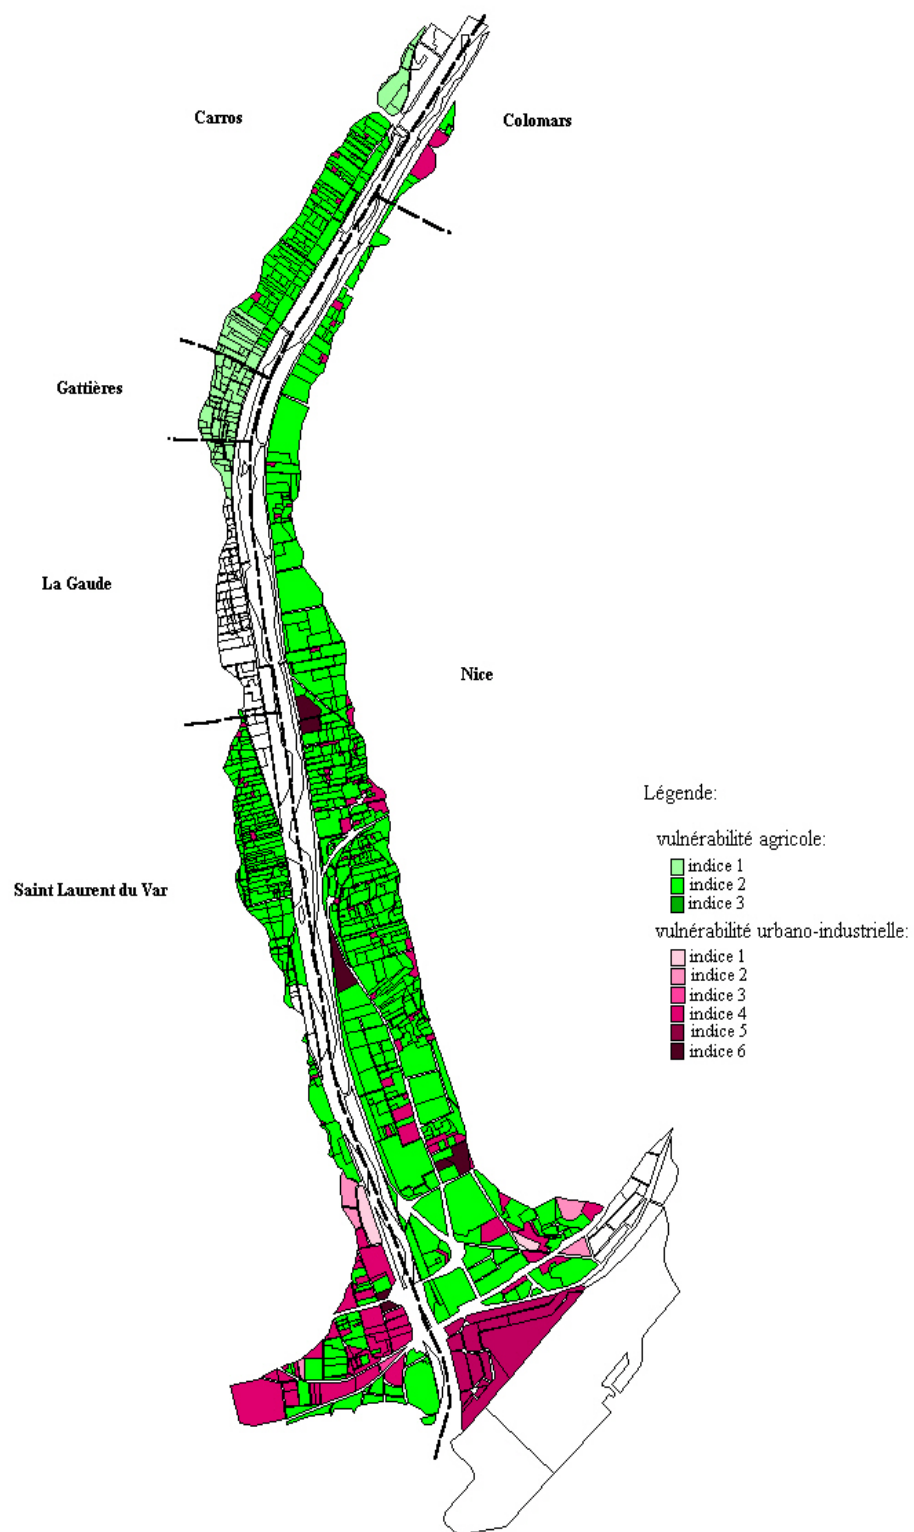 Carros
Colomars
Gattières
La Gaude
Nice
Saint Laurent du Var
Légende:
vulnérabilité agricole:
indice 1
indice 2
indice 3
vulnérabilité urbano-industrielle:
indice 1
indice 2
indice 3
indice 4
indice 5
indice 6